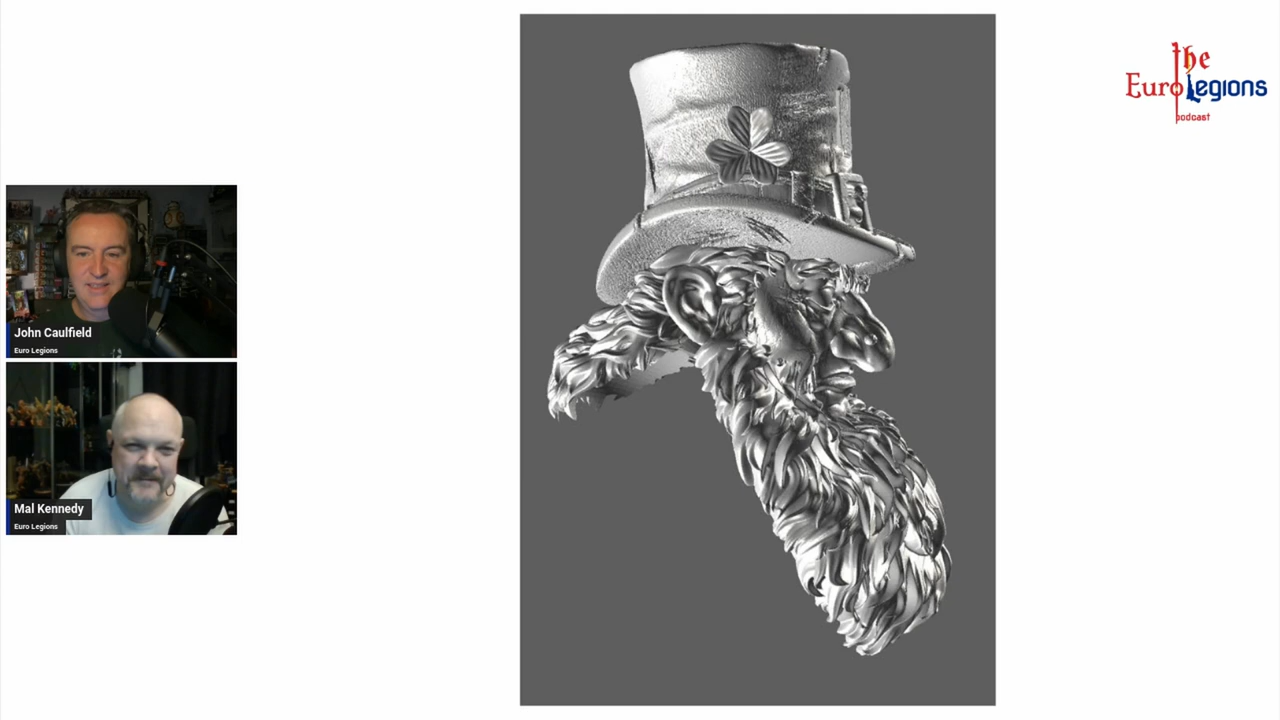 the
Euro Legions
podcast
John Caulfield
Euro Legions
Mal Kennedy
Euro Legions